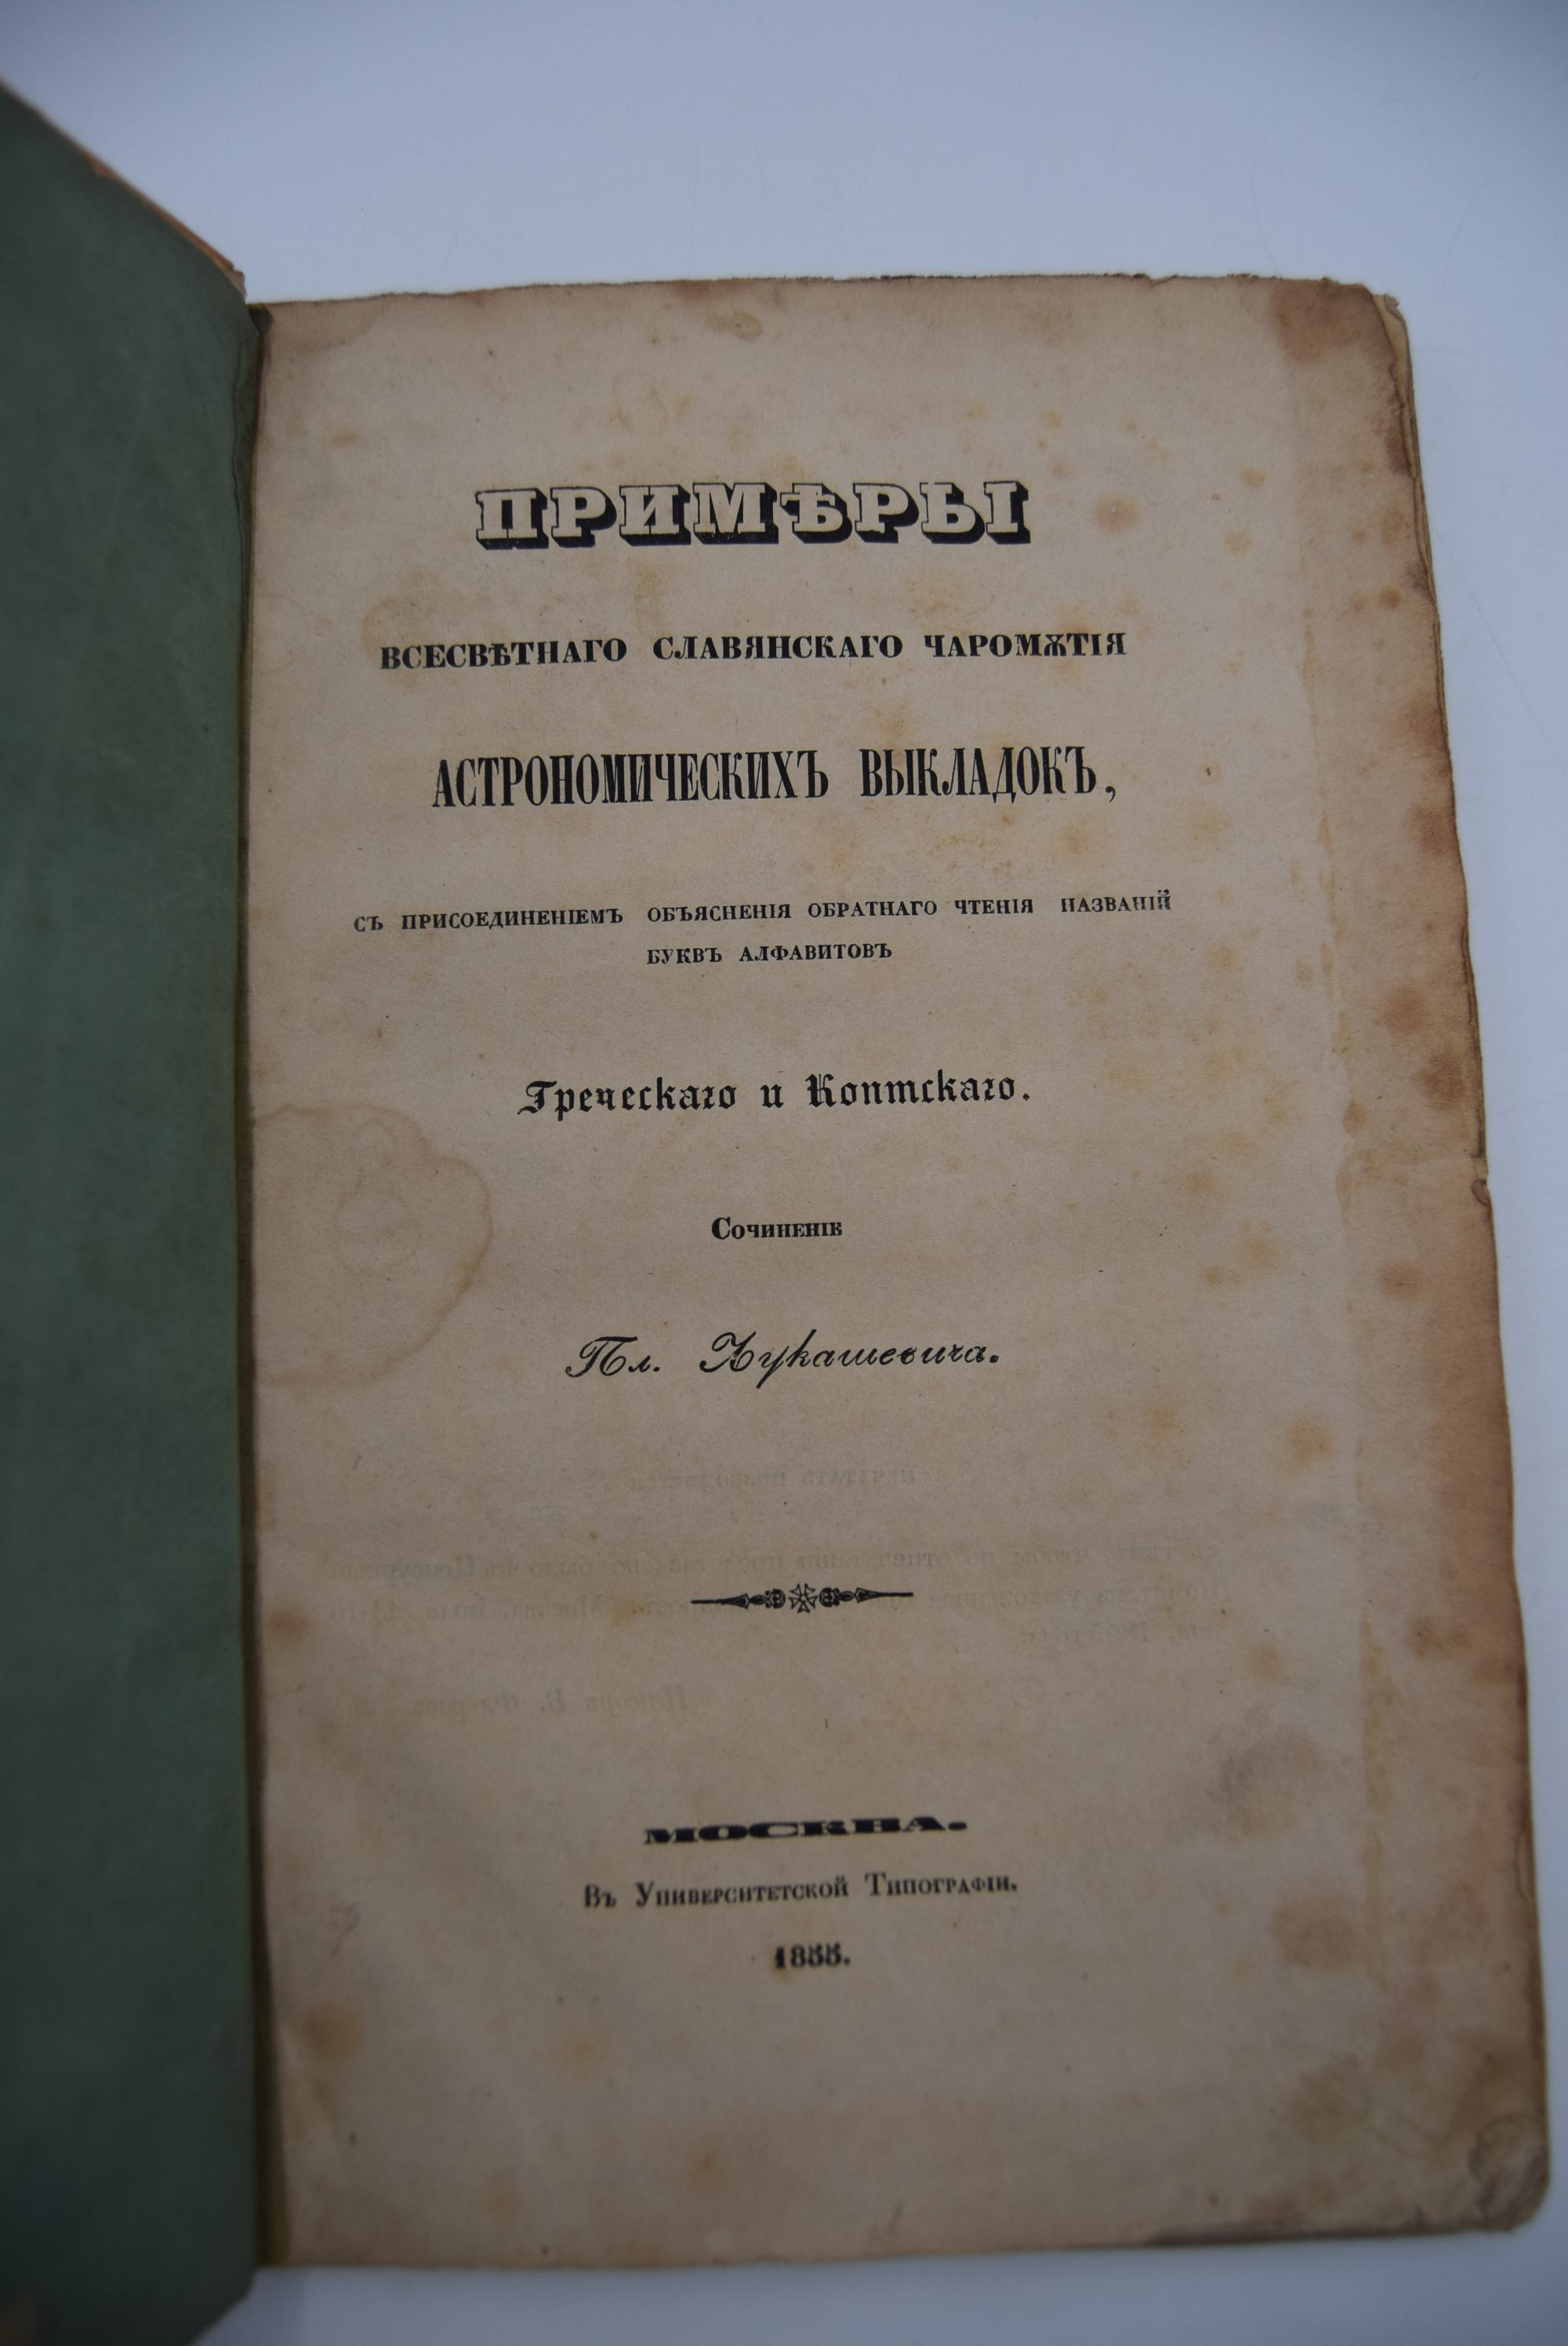 ПРИМѢРЫ
ВСЕСВѢТНАГО СЛАВЯНСКАГО ЧАРОМѪТІЯ
АСТРОНОМИЧЕСКИХЪ ВЫКЛАДОКЪ,
СЪ ПРИСОЕДИНЕНІЕМЪ ОБЪЯСНЕНІЯ ОБРАТНАГО ЧТЕНІЯ НАЗВАНІЙ
БУКВЪ АЛФАВИТОВЪ
Греческаго и Коптскаго.
Сочиненіе
Пл. Лукашевича.
МОСКВА.
Въ Университетской Типографіи.
1855.